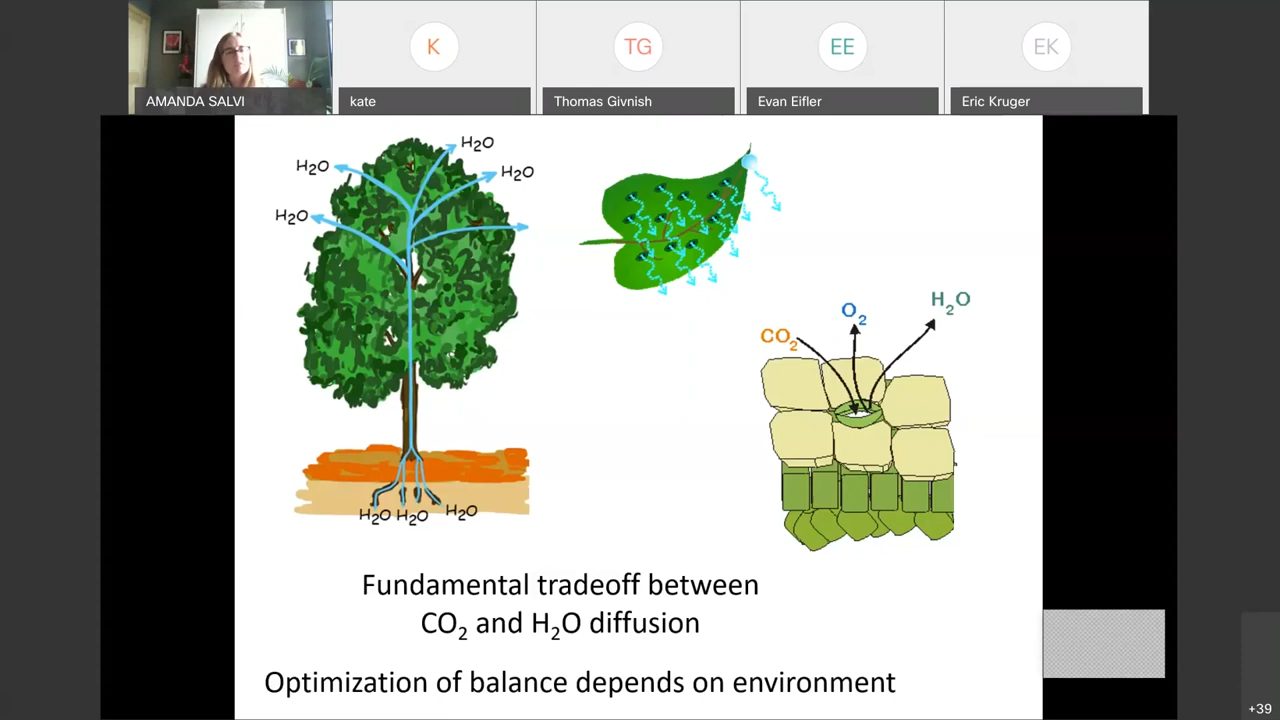 K
TG
EE
EK
AMANDA SALVI
kate
Thomas Givnish
Evan Eifler
Eric Kruger
H2O
H2O
H2O
H2O
CO2
O2
H2O
H2O H2O H2O
Fundamental tradeoff between
CO2 and H2O diffusion
Optimization of balance depends on environment
+39